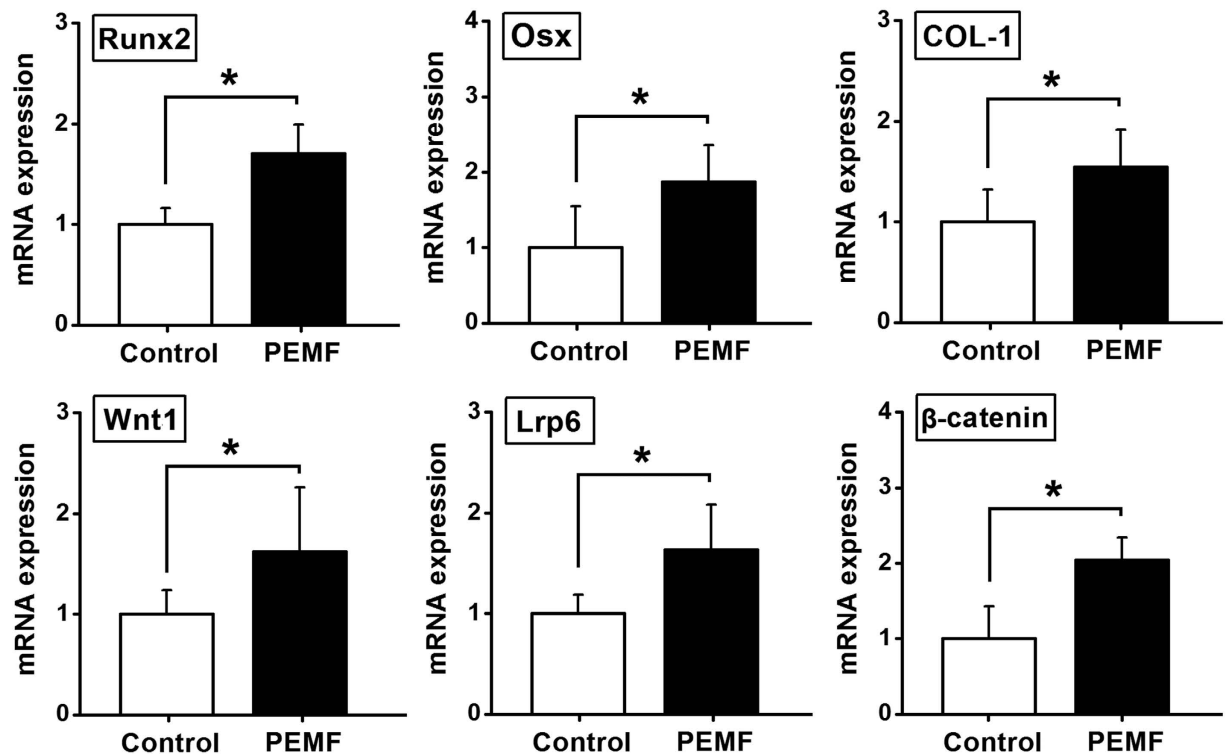 Runx2
mRNA expression
3
2
1
0
*
Control PEMF
Osx
mRNA expression
4
3
2
1
0
*
Control PEMF
COL-1
mRNA expression
3
2
1
0
*
Control PEMF
Wnt1
mRNA expression
3
2
1
0
*
Control PEMF
Lrp6
mRNA expression
3
2
1
0
*
Control PEMF
β-catenin
mRNA expression
4
3
2
1
0
*
Control PEMF